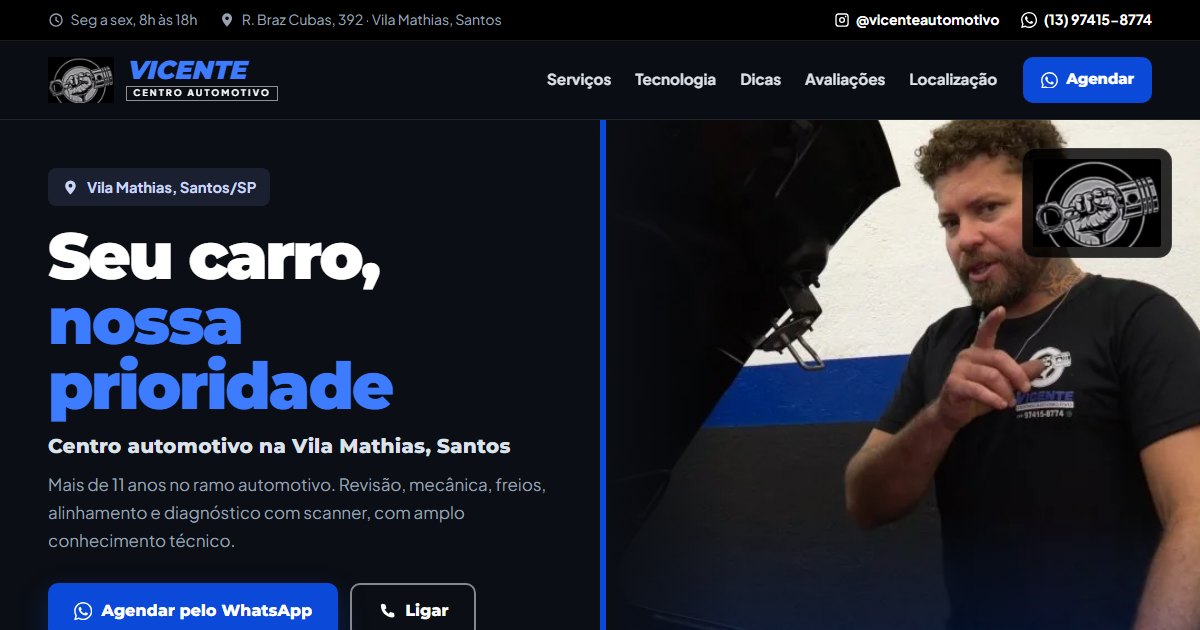 Seg a sex, 8h às 18h
R. Braz Cubas, 392 · Vila Mathias, Santos
@vicenteautomotivo
(13) 97415-8774
VICENTE
CENTRO AUTOMOTIVO
Serviços
Tecnologia
Dicas
Avaliações
Localização
Agendar
Vila Mathias, Santos/SP
Seu carro,
nossa
prioridade
Centro automotivo na Vila Mathias, Santos
Mais de 11 anos no ramo automotivo. Revisão, mecânica, freios,
alinhamento e diagnóstico com scanner, com amplo
conhecimento técnico.
Agendar pelo WhatsApp
Ligar
VICENTE
97415-8774